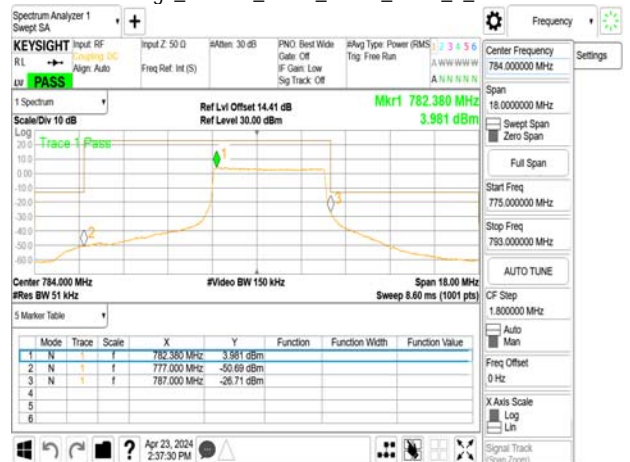 Spectrum Analyzer 1
Swept SA
Frequency
KEYSIGHT Input: RF
Coupling: DC
Align: Auto
Input Z: 50 Ω
Freq Ref: Int (S)
#Atten: 30 dB
PNO: Best Wide
Gate: Off
IF Gain: Low
Sig Track: Off
#Avg Type: Power (RMS
Trig: Free Run
1 2 3 4 5 6
A W W W W W
A N N N N N
RL
PASS
Center Frequency
784.000000 MHz
Settings
Span
18.0000000 MHz
Swept Span
Zero Span
Full Span
Start Freq
775.000000 MHz
Stop Freq
793.000000 MHz
AUTO TUNE
CF Step
1.800000 MHz
Auto
Man
Freq Offset
0 Hz
X Axis Scale
Log
Lin
Signal Track
(Span Zoom)
1 Spectrum
Scale/Div 10 dB
Ref Lvl Offset 14.41 dB
Ref Level 30.00 dBm
Mkr1 782.380 MHz
3.981 dBm
Log
Trace 1 Pass
20.0
10.0
0.00
-10.0
-20.0
-30.0
-40.0
-50.0
-60.0
1
2
3
Center 784.000 MHz
#Video BW 150 kHz
Span 18.00 MHz
#Res BW 51 kHz
Sweep 8.60 ms (1001 pts)
5 Marker Table
Mode Trace Scale X Y Function Function Width Function Value
1 N 1 f 782.380 MHz 3.981 dBm
2 N 1 f 777.000 MHz -50.69 dBm
3 N 1 f 787.000 MHz -26.71 dBm
4
5
6
Apr 23, 2024
2:37:30 PM